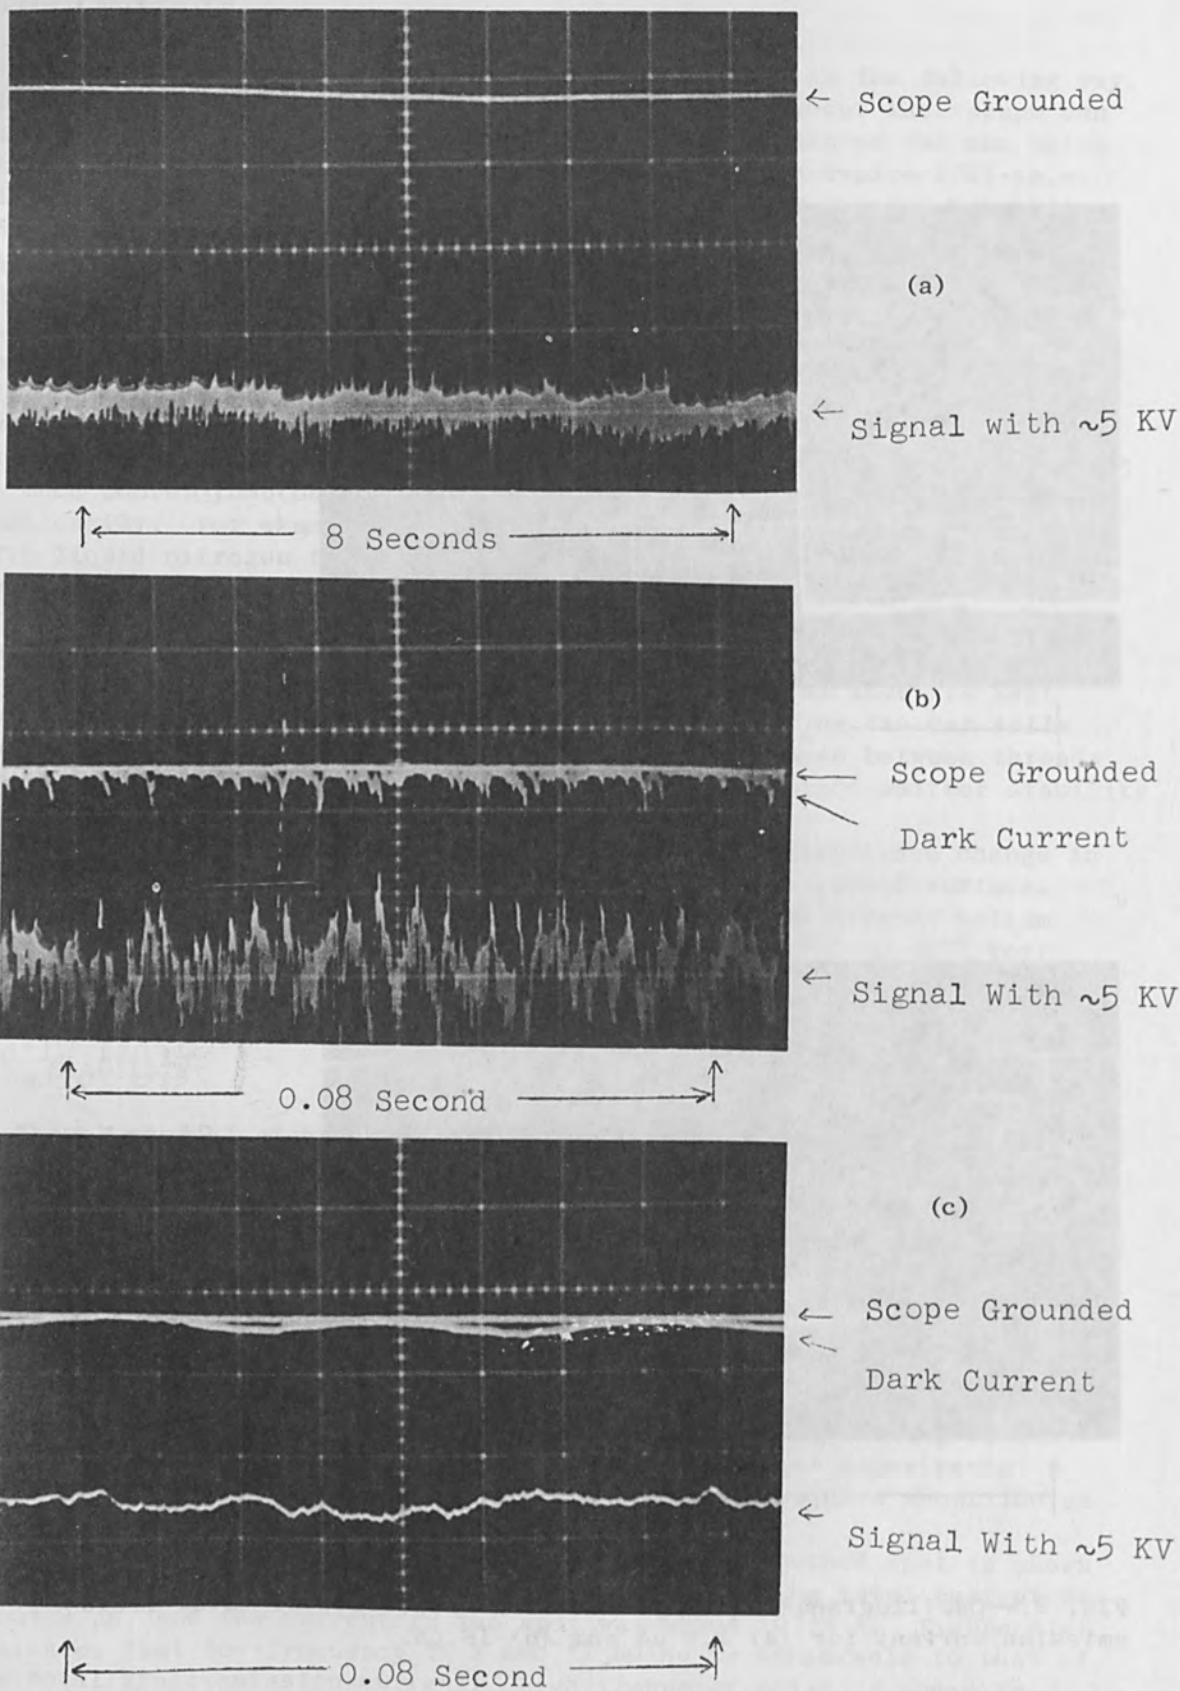 Scope Grounded
(a)
Signal with ~5 KV
8 Seconds
(b)
Scope Grounded
Dark Current
Signal With ~5 KV
0.08 Second
(c)
Scope Grounded
Dark Current
Signal With ~5 KV
0.08 Second